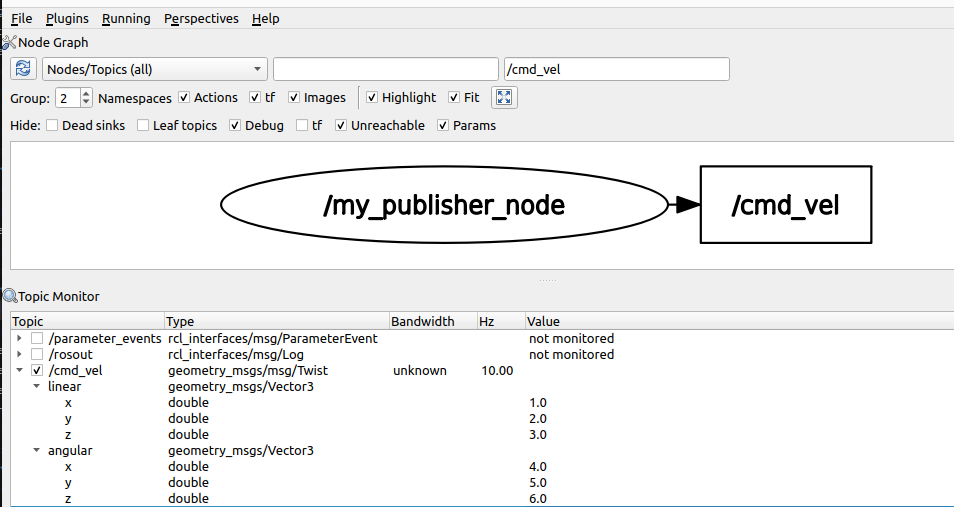 File Plugins Running Perspectives Help
Node Graph
Nodes/Topics (all) /cmd_vel
Group: 2 Namespaces Actions tf Images Highlight Fit
Hide: Dead sinks Leaf topics Debug tf Unreachable Params
/my_publisher_node /cmd_vel
Topic Monitor
Topic Type Bandwidth Hz Value
/parameter_events rcl_interfaces/msg/ParameterEvent not monitored
/rosout rcl_interfaces/msg/Log not monitored
/cmd_vel geometry_msgs/msg/Twist unknown 10.00
linear geometry_msgs/Vector3
x double 1.0
y double 2.0
z double 3.0
angular geometry_msgs/Vector3
x double 4.0
y double 5.0
z double 6.0